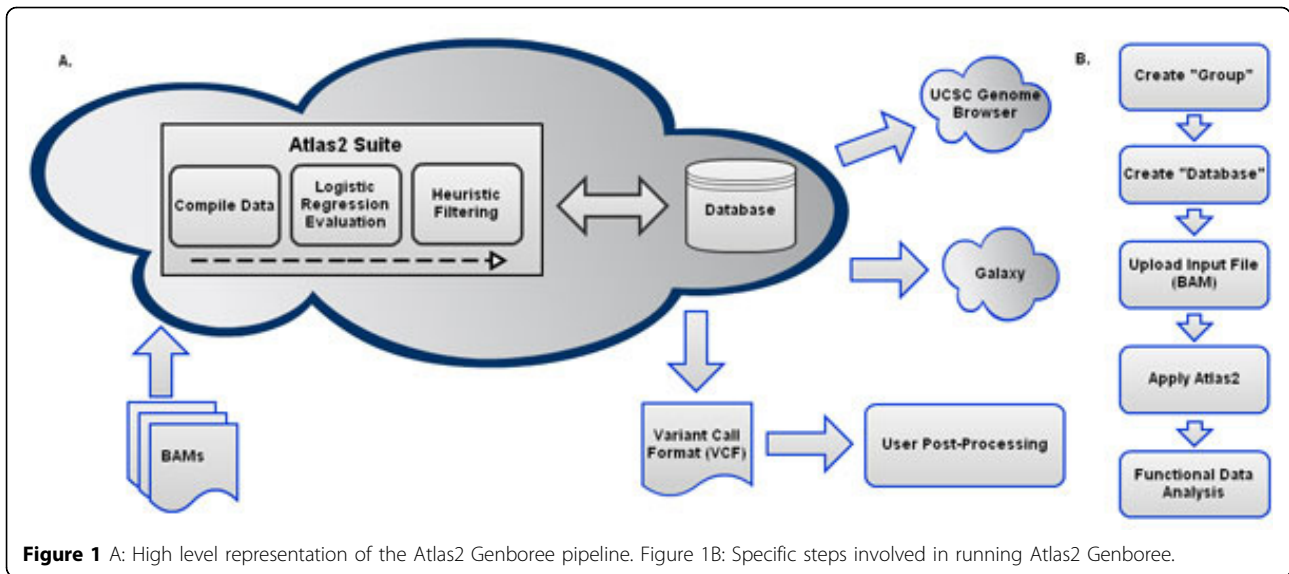 A.
Atlas2 Suite
Compile Data
Logistic
Regression
Evaluation
Heuristic
Filtering
Database
BAMs
UCSC Genome
Browser
Galaxy
Variant Call
Format (VCF)
User Post-Processing
B.
Create "Group"
Create "Database"
Upload Input File
(BAM)
Apply Atlas2
Functional Data
Analysis
Figure 1 A: High level representation of the Atlas2 Genboree pipeline. Figure 1B: Specific steps involved in running Atlas2 Genboree.